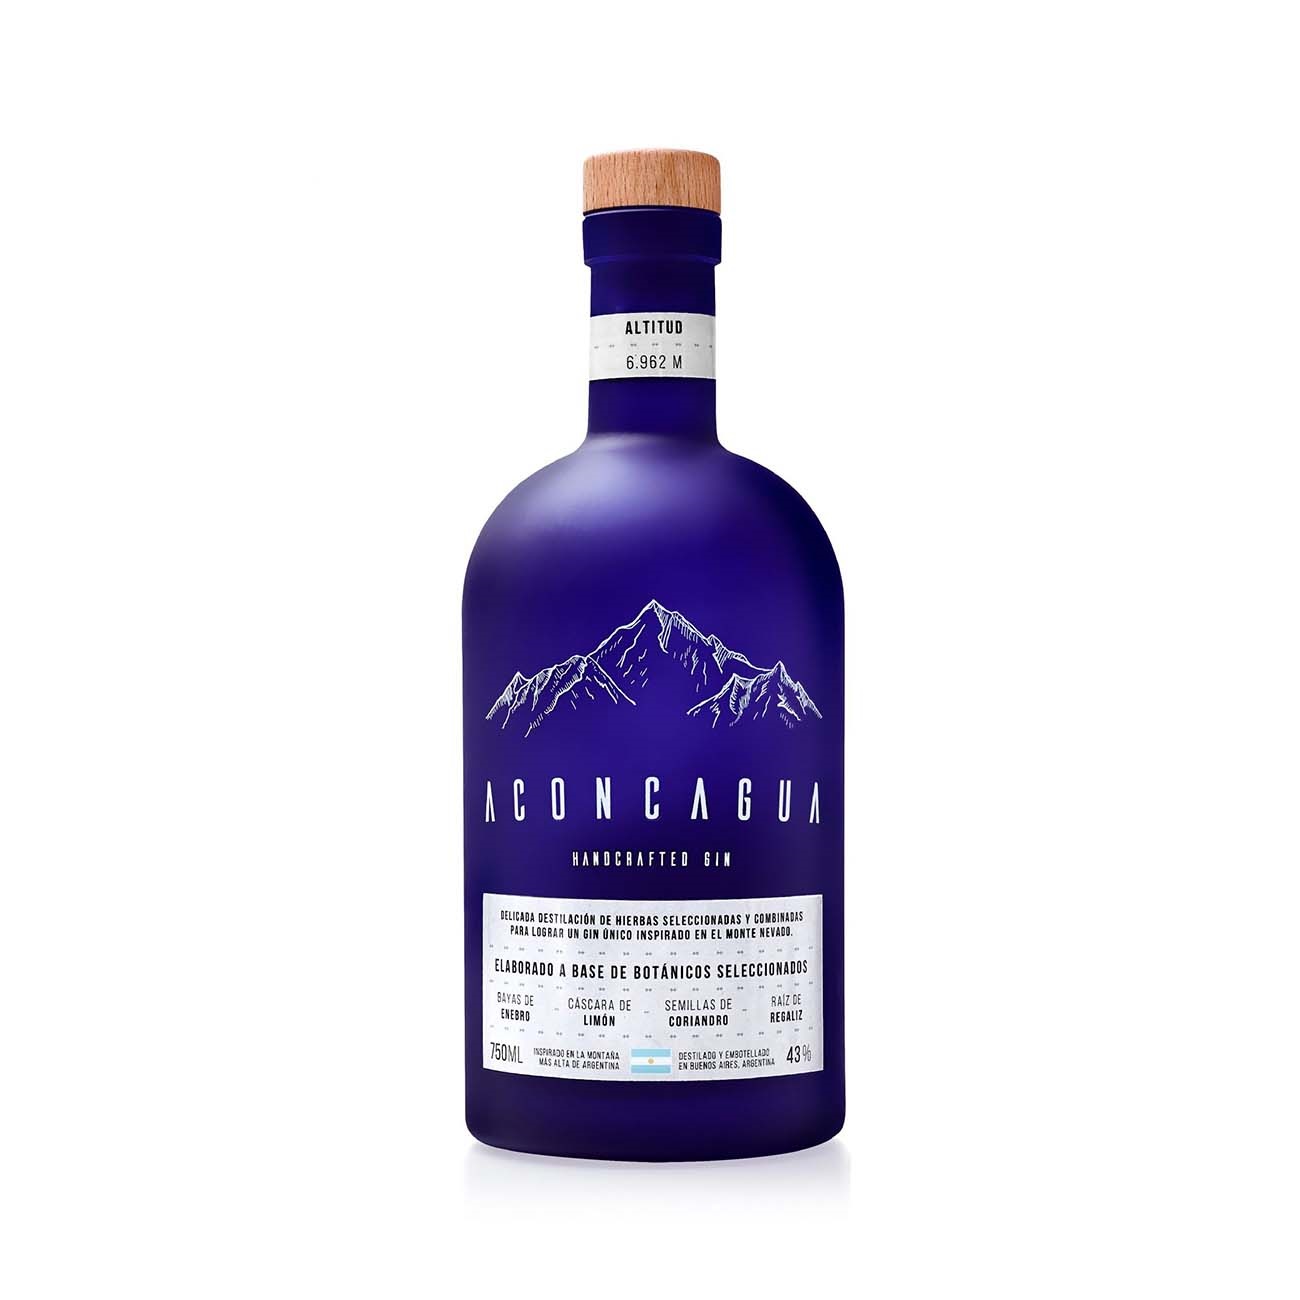 ALTITUD
6.962 M
ACONCAGUA
HANDCRAFTED GIN
DELICADA DESTILACIÓN DE HIERBAS SELECCIONADAS Y COMBINADAS
PARA LOGRAR UN GIN ÚNICO INSPIRADO EN EL MONTE NEVADO.
ELABORADO A BASE DE BOTÁNICOS SELECCIONADOS
BAYAS DE
ENEBRO
CÁSCARA DE
LIMÓN
SEMILLAS DE
CORIANDRO
RAÍZ DE
REGALIZ
750ML
INSPIRADO EN LA MONTAÑA
MÁS ALTA DE ARGENTINA
DESTILADO Y EMBOTELLADO
EN BUENOS AIRES, ARGENTINA
43%